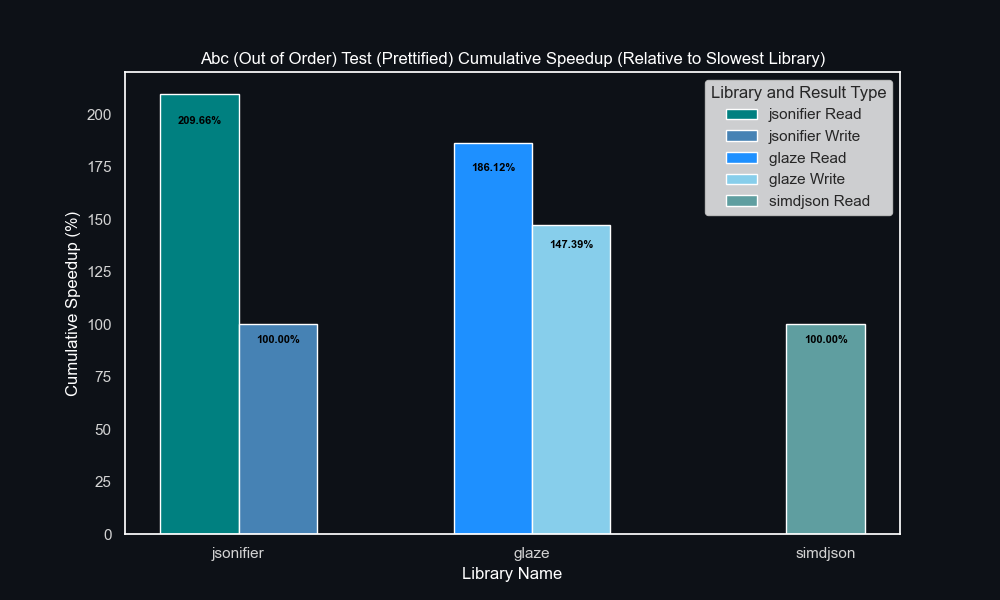 Abc (Out of Order) Test (Prettified) Cumulative Speedup (Relative to Slowest Library)
Library and Result Type
jsonifier Read
jsonifier Write
glaze Read
glaze Write
simdjson Read
Cumulative Speedup (%)
200
175
150
125
100
75
50
25
0
209.66%
100.00%
186.12%
147.39%
100.00%
jsonifier
glaze
simdjson
Library Name